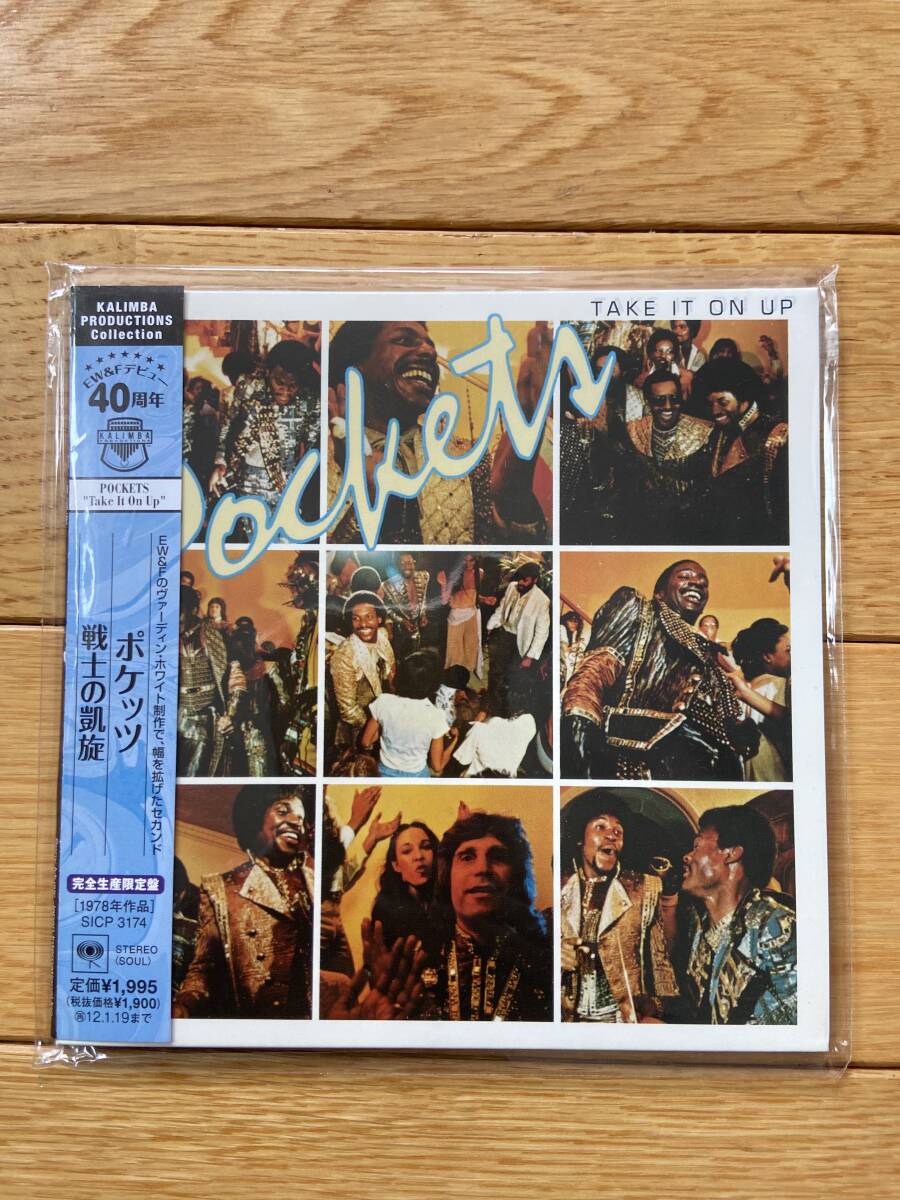 KALIMBA
PRODUCTIONS
Collection
EW&Fデビュー
40周年
KALIMBA
PRODUCTIONS
POCKETS
"Take It On Up"
EW&Fのヴァーディン・ホワイト制作で、幅を拡げたセカンド
ポケッツ
戦士の凱旋
完全生産限定盤
[1978年作品]
SICP 3174
STEREO
(SOUL)
定価¥1,995
(税抜価格¥1,900)
Ⓡ12.1.19まで
TAKE IT ON UP
Pockets